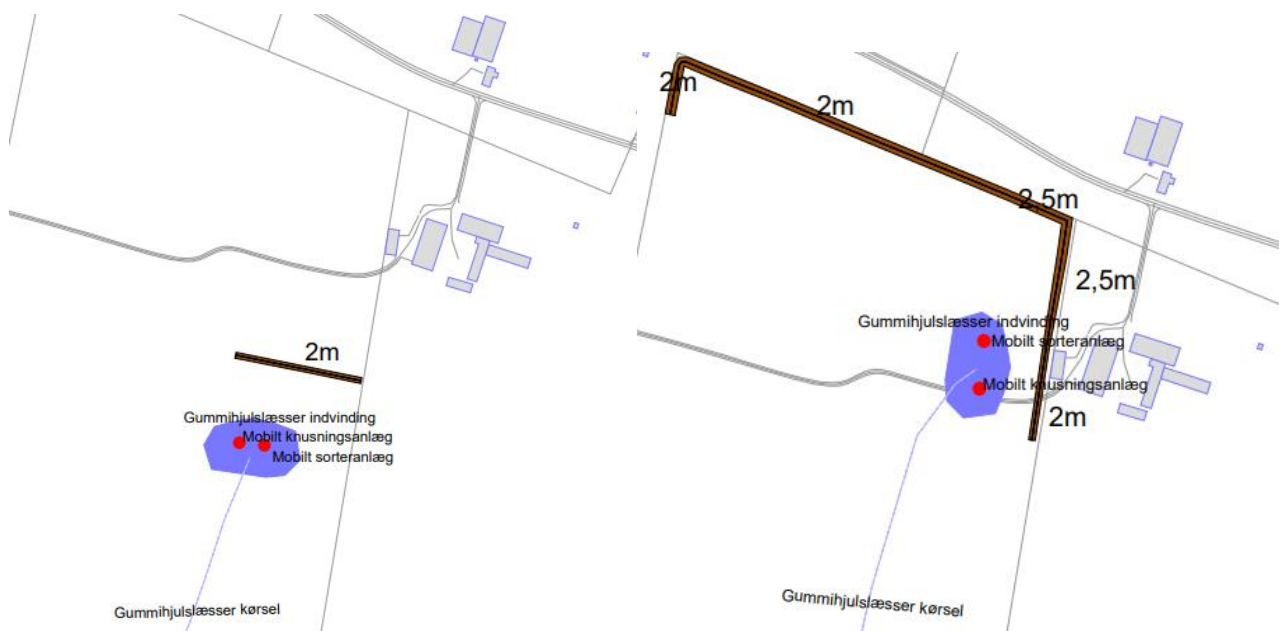 2m
Gummihjulslæsser indvinding
Mobilt knusningsanlæg
Mobilt sorteranlæg
Gummihjulslæsser kørsel
2m
2m
2,5m
2,5m
Gummihjulslæsser indvinding
Mobilt sorteranlæg
Mobilt knusningsanlæg
2m
Gummihjulslæsser kørsel